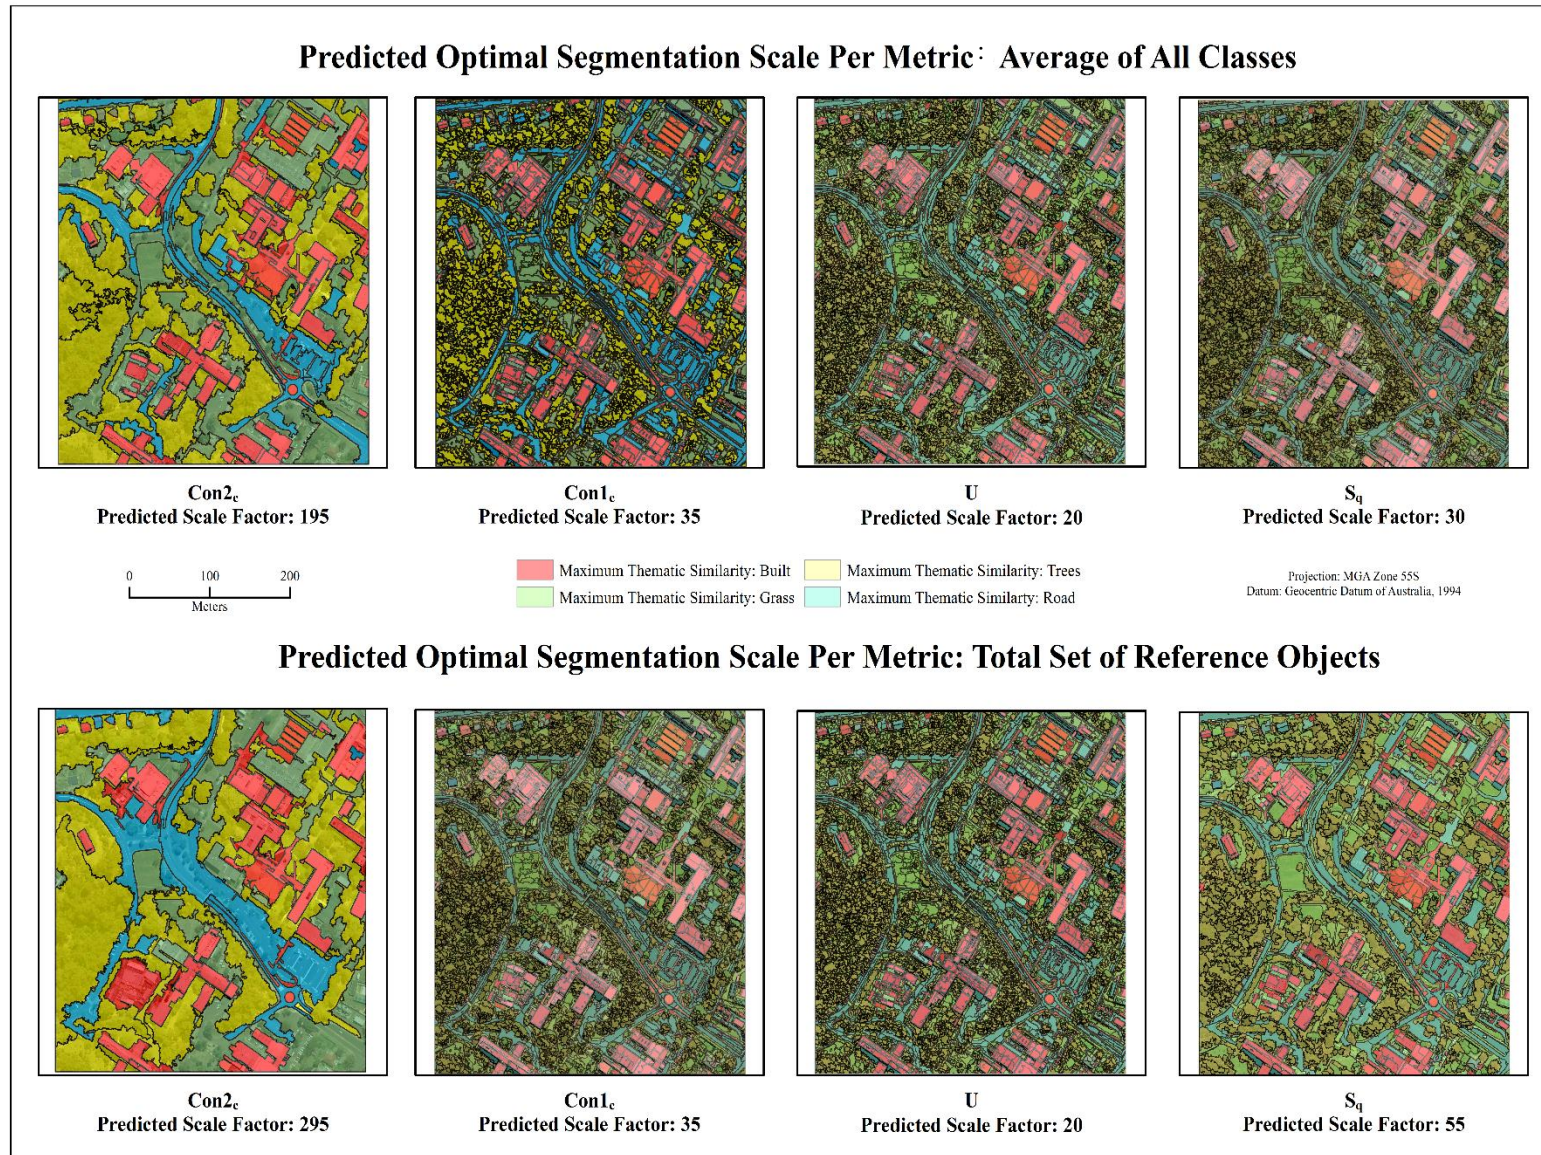 Predicted Optimal Segmentation Scale Per Metric: Average of All Classes
Con2c
Predicted Scale Factor: 195
Con1c
Predicted Scale Factor: 35
U
Predicted Scale Factor: 20
Sq
Predicted Scale Factor: 30
0 100 200
Meters
Maximum Thematic Similarity: Built
Maximum Thematic Similarity: Trees
Maximum Thematic Similarity: Grass
Maximum Thematic Similarty: Road
Projection: MGA Zone 55S
Datum: Geocentric Datum of Australia, 1994
Predicted Optimal Segmentation Scale Per Metric: Total Set of Reference Objects
Con2c
Predicted Scale Factor: 295
Con1c
Predicted Scale Factor: 35
U
Predicted Scale Factor: 20
Sq
Predicted Scale Factor: 55